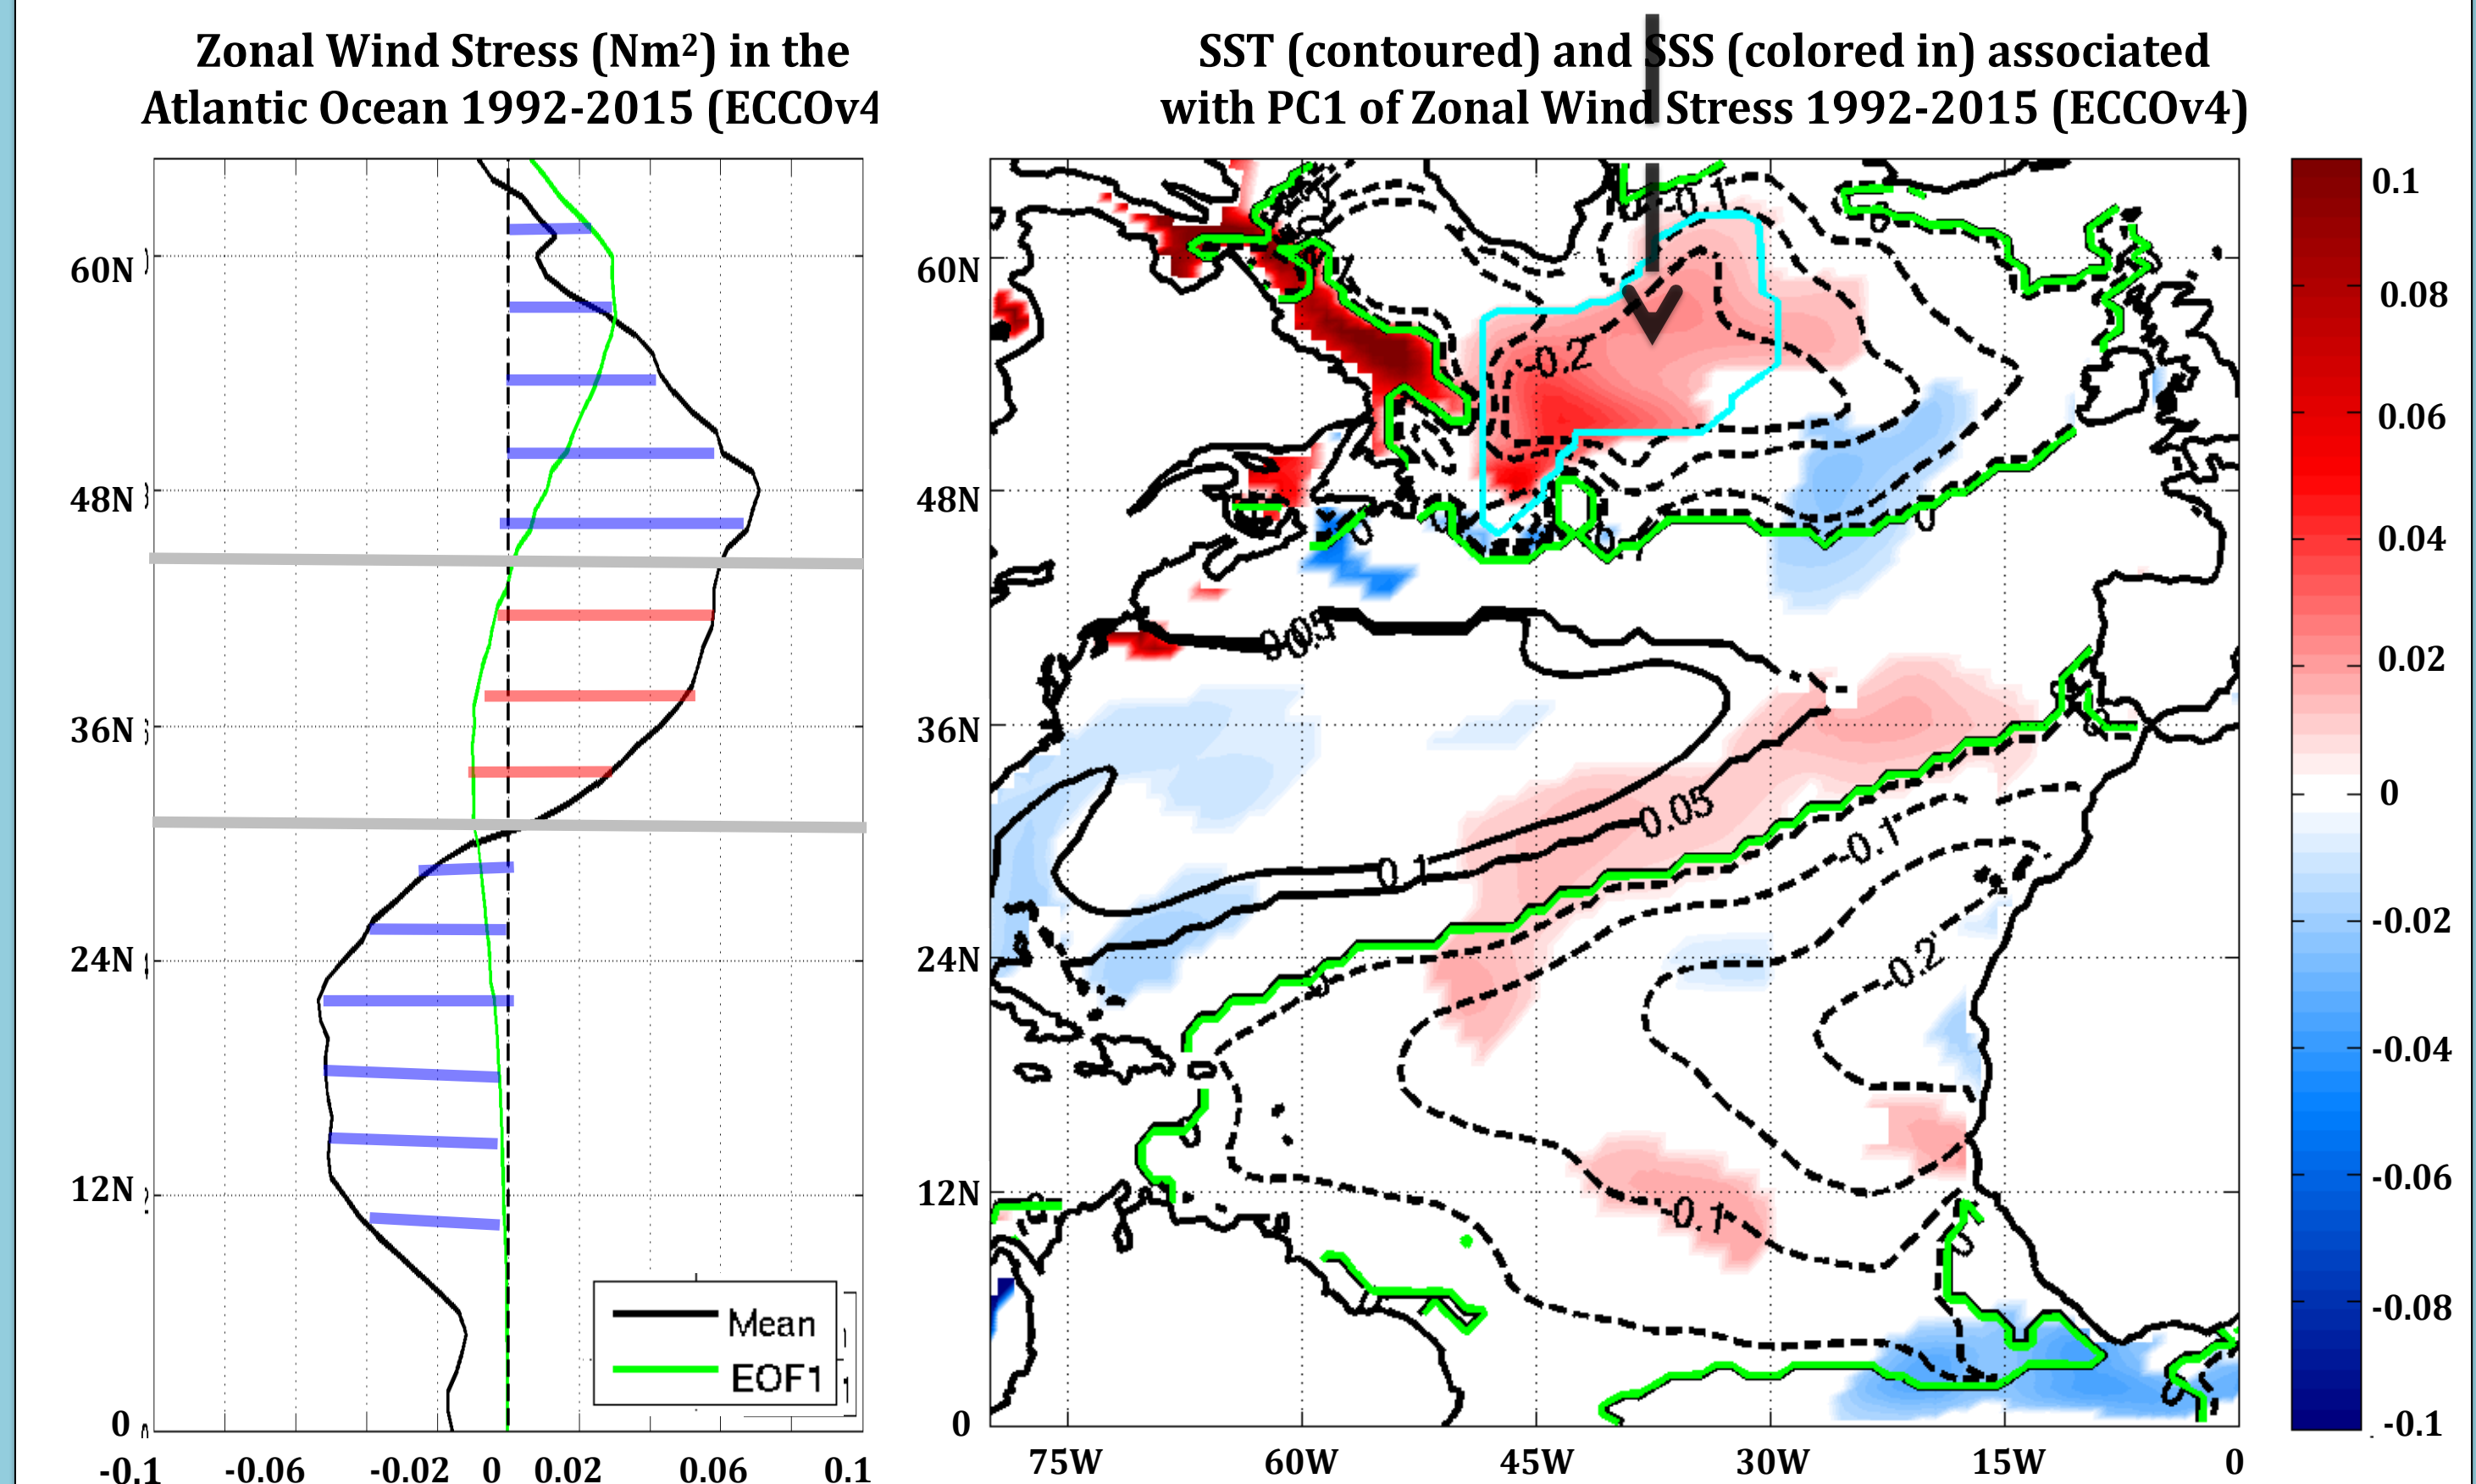 Zonal Wind Stress (Nm²) in the
Atlantic Ocean 1992-2015 (ECCOv4
60N
48N
36N
24N
12N
0
-0.1 -0.06 -0.02 0 0.02 0.06 0.1
Mean
EOF1
SST (contoured) and SSS (colored in) associated
with PC1 of Zonal Wind Stress 1992-2015 (ECCOv4)
60N
48N
36N
24N
12N
0
75W 60W 45W 30W 15W 0
-0.1
-0.2
0
0
0.05
0.05
0.1
-0.1
-0.2
-0.1
0.1
0.08
0.06
0.04
0.02
0
-0.02
-0.04
-0.06
-0.08
-0.1